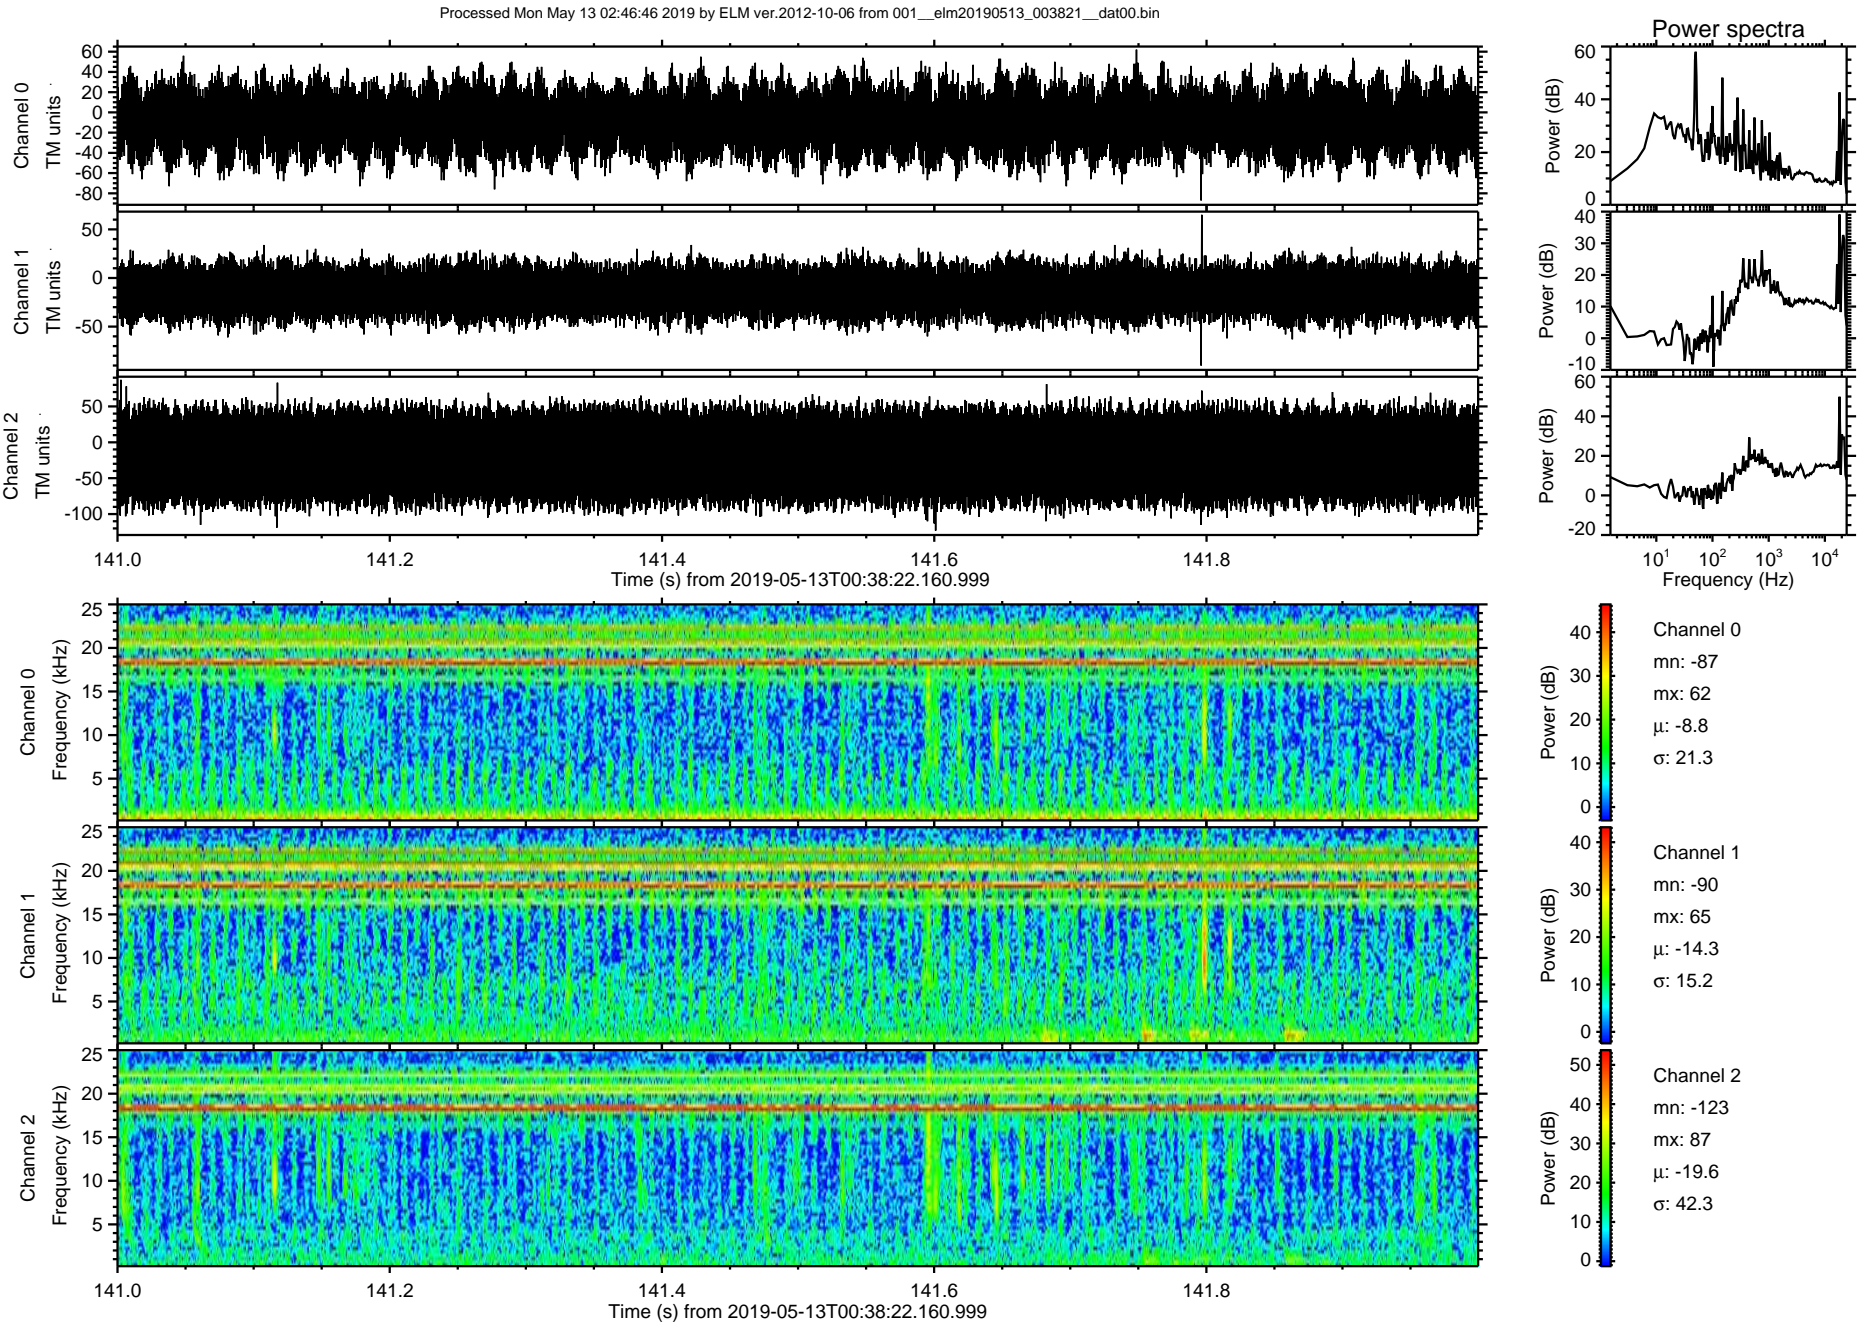 Processed Mon May 13 02:46:46 2019 by ELM ver.2012-10-06 from 001__elm20190513_003821__dat00.bin
Power spectra
Channel 0
TM units
60
40
20
0
-20
-40
-60
-80
Power (dB)
60
40
20
0
Channel 1
TM units
50
0
-50
Power (dB)
40
30
20
10
0
-10
Channel 2
TM units
50
0
-50
-100
Power (dB)
60
40
20
0
-20
141.0 141.2 141.4 141.6 141.8
Time (s) from 2019-05-13T00:38:22.160.999
10^1 10^2 10^3 10^4
Frequency (Hz)
Channel 0
Frequency (kHz)
25
20
15
10
5
Power (dB)
40
30
20
10
0
Channel 0
mn: -87
mx: 62
µ: -8.8
σ: 21.3
Channel 1
Frequency (kHz)
25
20
15
10
5
Power (dB)
40
30
20
10
0
Channel 1
mn: -90
mx: 65
µ: -14.3
σ: 15.2
Channel 2
Frequency (kHz)
25
20
15
10
5
Power (dB)
50
40
30
20
10
0
Channel 2
mn: -123
mx: 87
µ: -19.6
σ: 42.3
141.0 141.2 141.4 141.6 141.8
Time (s) from 2019-05-13T00:38:22.160.999